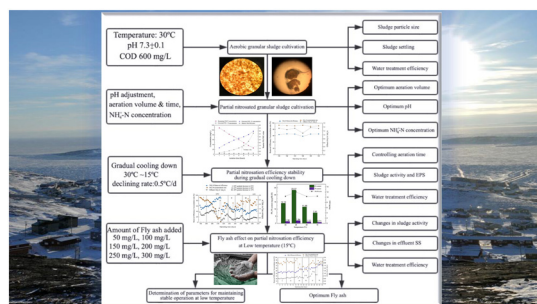 Temperature: 30℃
pH 7.3±0.1
COD 600 mg/L
Aerobic granular sludge cultivation
Sludge particle size
Sludge settling
Water treatment efficiency
pH adjustment,
aeration volume & time,
NH₄⁺-N concentration
Partial nitrosated granular sludge cultivation
Optimum aeration volume
Optimum pH
Optimum NH₄⁺-N concentration
Gradual cooling down
30℃ ~15℃
declining rate:0.5℃/d
Partial nitrosation efficiency stability
during gradual cooling down
Controlling aeration time
Sludge activity and EPS
Water treatment efficiency
Amount of Fly ash added
50 mg/L, 100 mg/L
150 mg/L, 200 mg/L
250 mg/L, 300 mg/L
Fly ash effect on partial nitrosation efficiency
at Low temperature (15℃)
Changes in sludge activity
Changes in effluent SS
Water treatment efficiency
Determination of parameters for maintaining
stable operation at low temperature
Optimum Fly ash